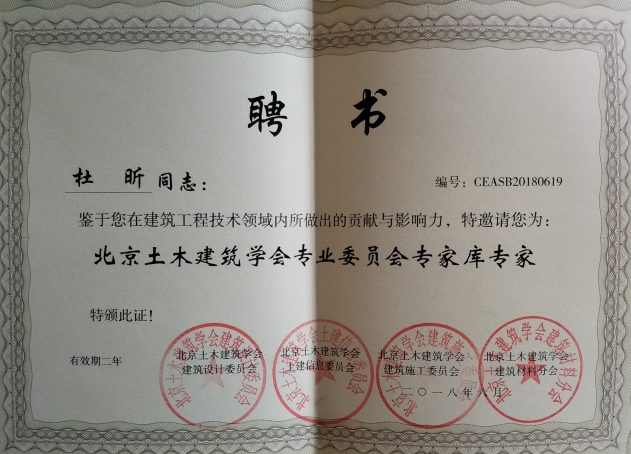 聘 书
杜 昕 同志：
编号：CEASB20180619
鉴于您在建筑工程技术领域内所做出的贡献与影响力，特邀请您为：
北京土木建筑学会专业委员会专家库专家
特颁此证！
有效期二年
北京土木建筑学会 北京土木建筑学会 北京土木建筑学会 北京土木建筑学会
建筑设计委员会 土建信息委员会 建筑施工委员会 土建材料分会
二〇一八年六月